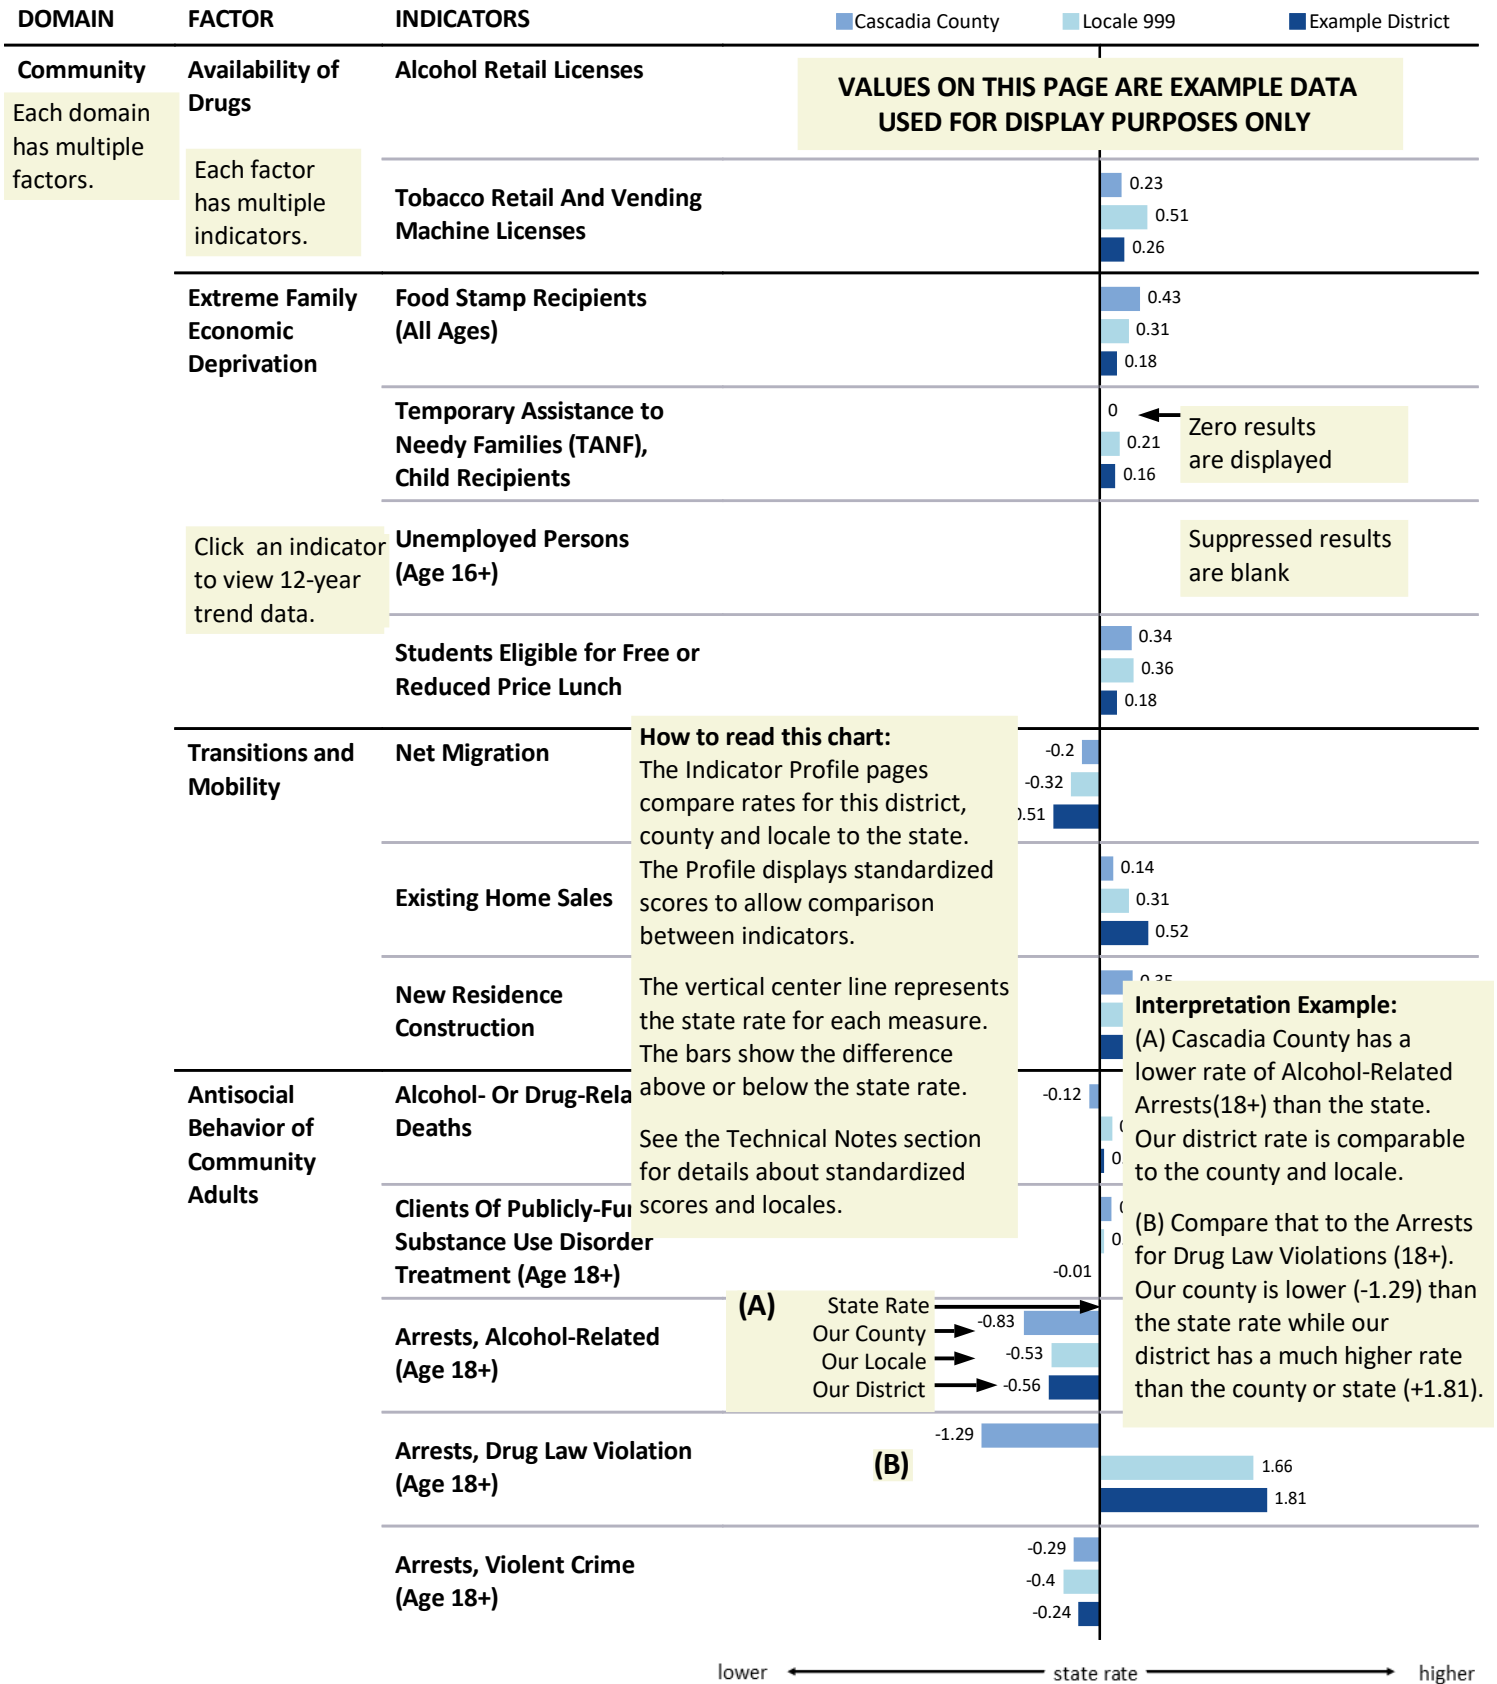 DOMAIN FACTOR INDICATORS Cascadia County Locale 999 Example District
Community
Each domain
has multiple
factors.
Availability of
Drugs
Each factor
has multiple
indicators.
Alcohol Retail Licenses
VALUES ON THIS PAGE ARE EXAMPLE DATA
USED FOR DISPLAY PURPOSES ONLY
Tobacco Retail And Vending
Machine Licenses
0.23
0.51
0.26
Extreme Family
Economic
Deprivation
Food Stamp Recipients
(All Ages)
0.43
0.31
0.18
Temporary Assistance to
Needy Families (TANF),
Child Recipients
0
0.21
0.16
Zero results
are displayed
Click an indicator
to view 12-year
trend data.
Unemployed Persons
(Age 16+)
Suppressed results
are blank
Students Eligible for Free or
Reduced Price Lunch
0.34
0.36
0.18
Transitions and
Mobility
Net Migration
-0.2
-0.32
.51
How to read this chart:
The Indicator Profile pages
compare rates for this district,
county and locale to the state.
The Profile displays standardized
scores to allow comparison
between indicators.
The vertical center line represents
the state rate for each measure.
The bars show the difference
above or below the state rate.
See the Technical Notes section
for details about standardized
scores and locales.
Existing Home Sales
0.14
0.31
0.52
New Residence
Construction
Interpretation Example:
(A) Cascadia County has a
lower rate of Alcohol-Related
Arrests(18+) than the state.
Our district rate is comparable
to the county and locale.
(B) Compare that to the Arrests
for Drug Law Violations (18+).
Our county is lower (-1.29) than
the state rate while our
district has a much higher rate
than the county or state (+1.81).
Antisocial
Behavior of
Community
Adults
Alcohol- Or Drug-Rela
Deaths
-0.12
0.
Clients Of Publicly-Fu
Substance Use Disorder
Treatment (Age 18+)
0.
-0.01
Arrests, Alcohol-Related
(Age 18+)
(A) State Rate
Our County -0.83
Our Locale -0.53
Our District -0.56
Arrests, Drug Law Violation
(Age 18+)
(B)
-1.29
1.66
1.81
Arrests, Violent Crime
(Age 18+)
-0.29
-0.4
-0.24
lower state rate higher